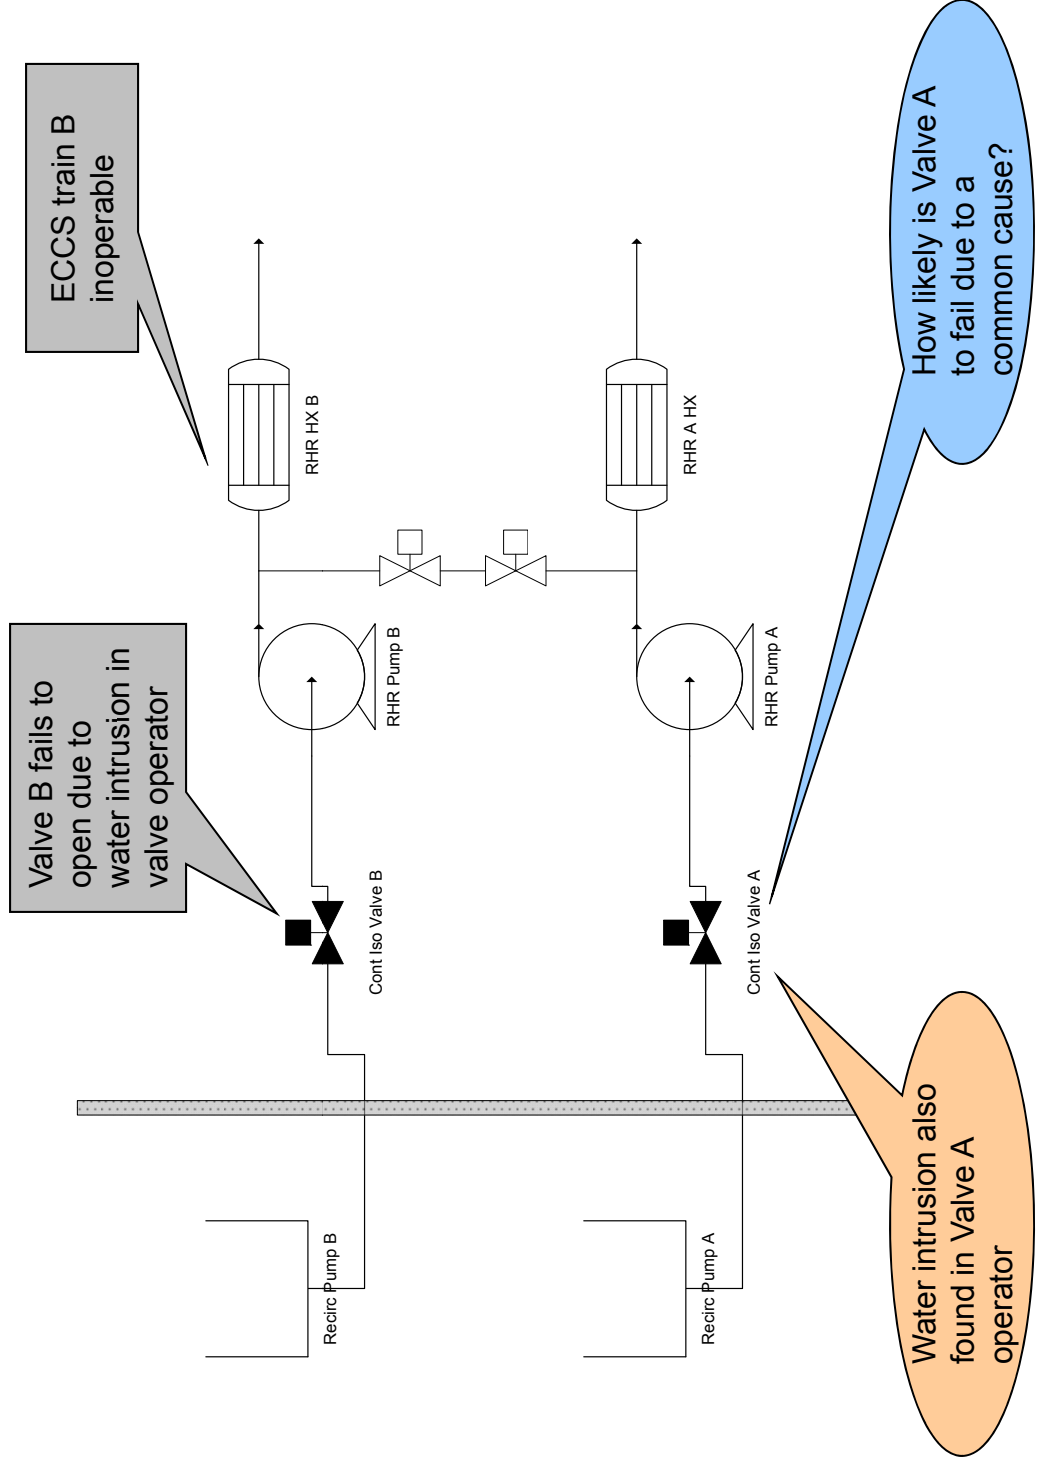 Valve B fails to
open due to
water intrusion in
valve operator
ECCS train B
inoperable
Recirc Pump B
Cont Iso Valve B
RHR Pump B
RHR HX B
Recirc Pump A
Cont Iso Valve A
RHR Pump A
RHR A HX
Water intrusion also
found in Valve A
operator
How likely is Valve A
to fail due to a
common cause?